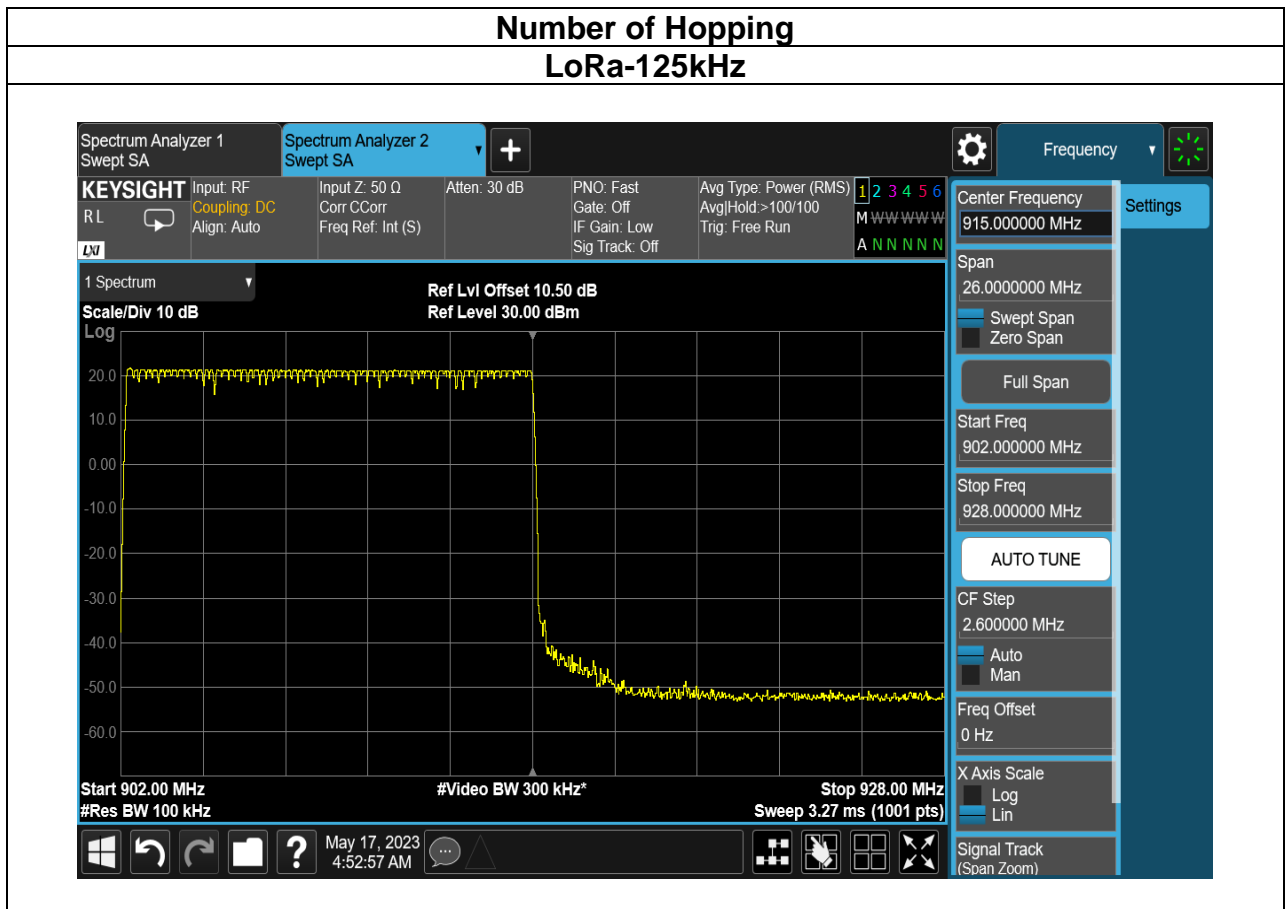 Number of Hopping
LoRa-125kHz
Spectrum Analyzer 1
Swept SA
Spectrum Analyzer 2
Swept SA
Frequency
KEYSIGHT
RL
LXI
Input: RF
Coupling: DC
Align: Auto
Input Z: 50 Ω
Corr CCorr
Freq Ref: Int (S)
Atten: 30 dB
PNO: Fast
Gate: Off
IF Gain: Low
Sig Track: Off
Avg Type: Power (RMS)
Avg|Hold:>100/100
Trig: Free Run
1 2 3 4 5 6
M W W W W W
A N N N N N
1 Spectrum
Scale/Div 10 dB
Ref Lvl Offset 10.50 dB
Ref Level 30.00 dBm
Log
20.0
10.0
0.00
-10.0
-20.0
-30.0
-40.0
-50.0
-60.0
Start 902.00 MHz
#Res BW 100 kHz
#Video BW 300 kHz*
Stop 928.00 MHz
Sweep 3.27 ms (1001 pts)
Center Frequency
915.000000 MHz
Settings
Span
26.0000000 MHz
Swept Span
Zero Span
Full Span
Start Freq
902.000000 MHz
Stop Freq
928.000000 MHz
AUTO TUNE
CF Step
2.600000 MHz
Auto
Man
Freq Offset
0 Hz
X Axis Scale
Log
Lin
Signal Track
(Span Zoom)
?
May 17, 2023
4:52:57 AM